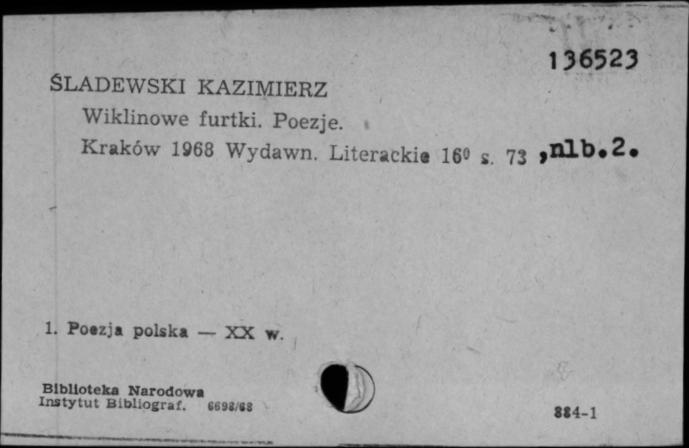 136523
ŚLADEWSKI KAZIMIERZ
Wiklinowe furtki. Poezje.
Kraków 1968 Wydawn. Literackie 16⁰ s. 73 ,nlb.2.
1. Poezja polska — XX w.
Biblioteka Narodowa
Instytut Bibliograf. 6698/68
884-1